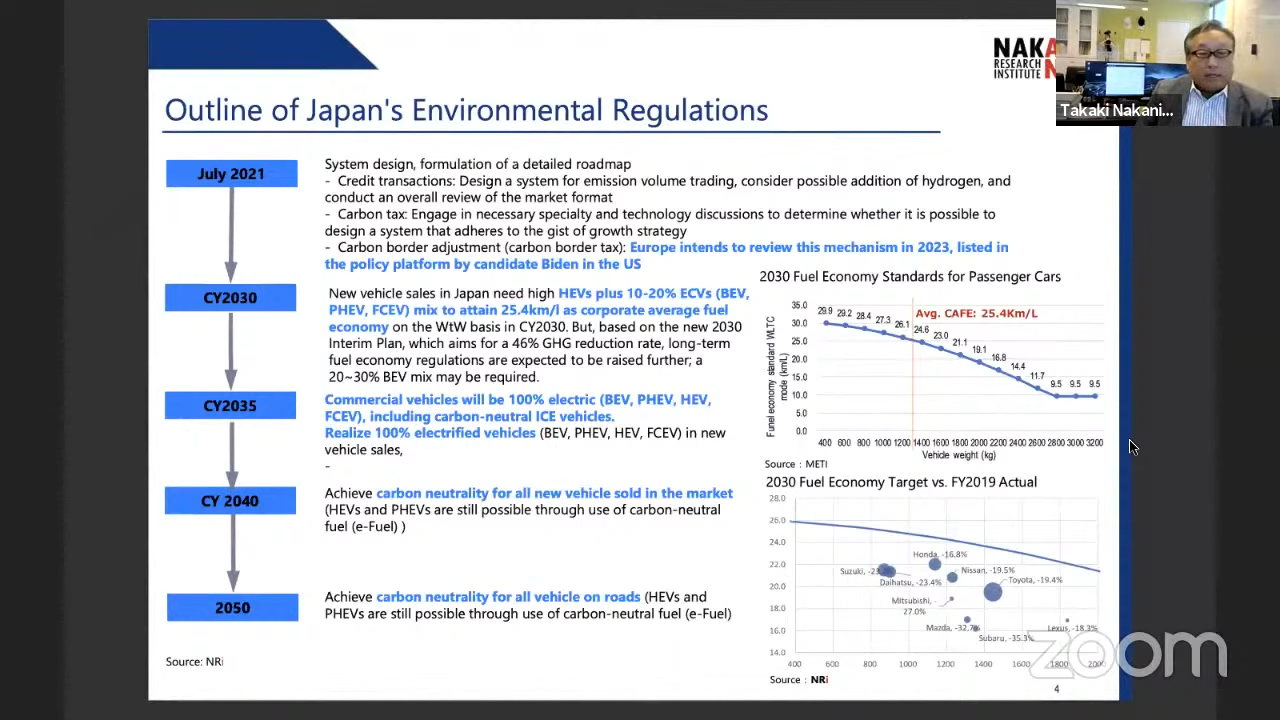 NAKA
RESEARCH
INSTITUTE
Takaki Nakani...
Outline of Japan's Environmental Regulations
July 2021
System design, formulation of a detailed roadmap
- Credit transactions: Design a system for emission volume trading, consider possible addition of hydrogen, and
conduct an overall review of the market format
- Carbon tax: Engage in necessary specialty and technology discussions to determine whether it is possible to
design a system that adheres to the gist of growth strategy
- Carbon border adjustment (carbon border tax): Europe intends to review this mechanism in 2023, listed in
the policy platform by candidate Biden in the US
CY2030
New vehicle sales in Japan need high HEVs plus 10-20% ECVs (BEV,
PHEV, FCEV) mix to attain 25.4km/l as corporate average fuel
economy on the WtW basis in CY2030. But, based on the new 2030
Interim Plan, which aims for a 46% GHG reduction rate, long-term
fuel economy regulations are expected to be raised further; a
20~30% BEV mix may be required.
CY2035
Commercial vehicles will be 100% electric (BEV, PHEV, HEV,
FCEV), including carbon-neutral ICE vehicles.
Realize 100% electrified vehicles (BEV, PHEV, HEV, FCEV) in new
vehicle sales,
-
CY 2040
Achieve carbon neutrality for all new vehicle sold in the market
(HEVs and PHEVs are still possible through use of carbon-neutral
fuel (e-Fuel) )
2050
Achieve carbon neutrality for all vehicle on roads (HEVs and
PHEVs are still possible through use of carbon-neutral fuel (e-Fuel)
Source: NRi
2030 Fuel Economy Standards for Passenger Cars
Avg. CAFE: 25.4Km/L
Funel economy standard WLTC
mode (km/L)
35.0
30.0
25.0
20.0
15.0
10.0
5.0
0.0
29.9 29.2 28.4 27.3 26.1 24.6 23.0 21.1 19.1 16.8 14.4 11.7 9.5 9.5 9.5
400 600 800 1000 1200 1400 1600 1800 2000 2200 2400 2600 2800 3000 3200
Vehicle weight (kg)
Source : METI
2030 Fuel Economy Target vs. FY2019 Actual
28.0
26.0
24.0
22.0
20.0
18.0
16.0
14.0
Honda, -16.8%
Suzuki,
Nissan, -19.5%
Daihatsu, -23.4%
Toyota, -19.4%
Mitsubishi, -
27.0%
Mazda, -32.7%
Lexus, -18.3%
Subaru, -35.3%
400 600 800 1000 1200 1400 1600 1800 2000
Source : NRi
4
zoom